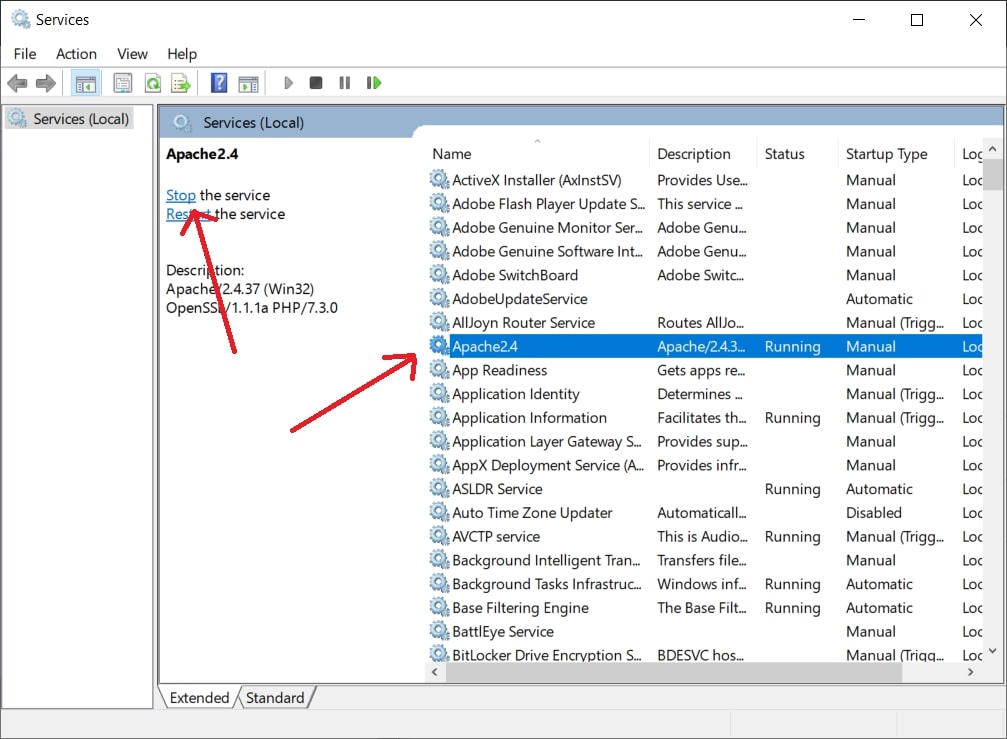 Services
File Action View Help
Services (Local)
Services (Local)
Apache2.4
Stop the service
Restart the service
Description:
Apache/2.4.37 (Win32)
OpenSSL/1.1.1a PHP/7.3.0
Name Description Status Startup Type Log
ActiveX Installer (AxInstSV) Provides Use... Manual Loc
Adobe Flash Player Update S... This service ... Manual Loc
Adobe Genuine Monitor Ser... Adobe Genu... Manual Loc
Adobe Genuine Software Int... Adobe Genu... Manual Loc
Adobe SwitchBoard Adobe Switc... Manual Loc
AdobeUpdateService Automatic Loc
AllJoyn Router Service Routes AllJo... Manual (Trigg... Loc
Apache2.4 Apache/2.4.3... Running Manual Loc
App Readiness Gets apps re... Manual Loc
Application Identity Determines ... Manual (Trigg... Loc
Application Information Facilitates th... Running Manual (Trigg... Loc
Application Layer Gateway S... Provides sup... Manual Loc
AppX Deployment Service (A... Provides infr... Manual Loc
ASLDR Service Running Automatic Loc
Auto Time Zone Updater Automaticall... Disabled Loc
AVCTP service This is Audio... Running Manual (Trigg... Loc
Background Intelligent Tran... Transfers file... Manual Loc
Background Tasks Infrastruc... Windows inf... Running Automatic Loc
Base Filtering Engine The Base Filt... Running Automatic Loc
BattlEye Service Manual Loc
BitLocker Drive Encryption S... BDESVC hos... Manual (Trigg... Loc
Extended Standard